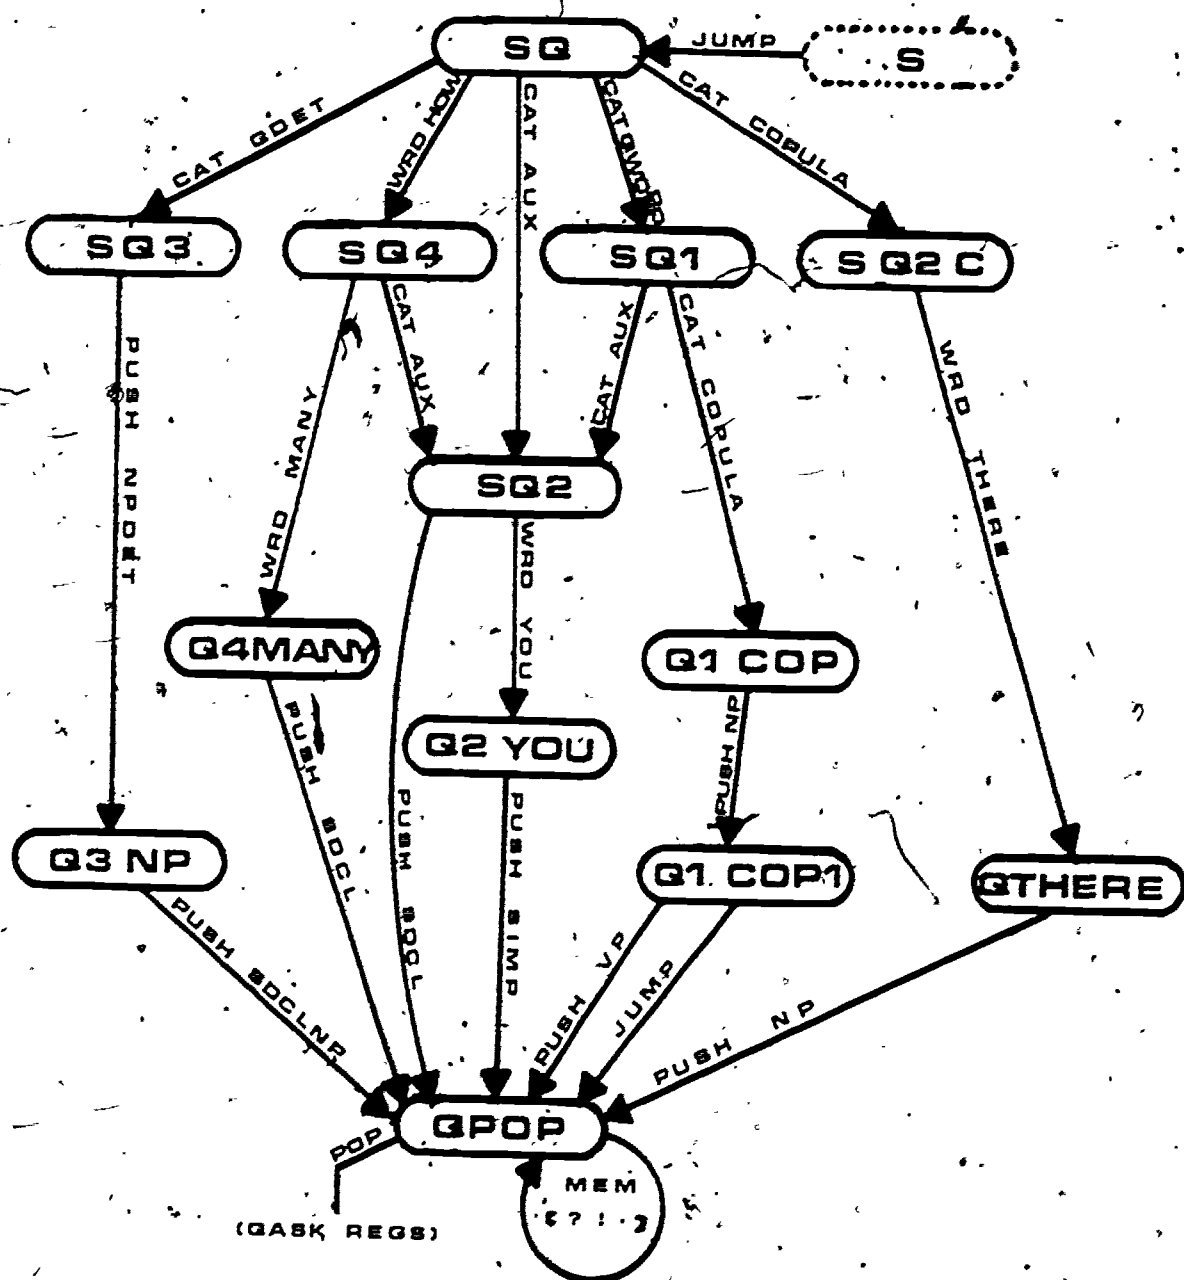 SQ
JUMP
S
CAT QDET
WRD HOW
CAT AUX
CAT QWORD
CAT COPULA
SQ3
SQ4
SQ1
SQ2C
PUSH NPDET
WRD MANY
CAT AUX
CAT AUX
CAT COPULA
WRD THERE
SQ2
WRD YOU
Q4MANY
Q1 COP
PUSH SDCL
PUSH SDCL
Q2 YOU
PUSH NP
PUSH SIMP
Q3 NP
Q1 COP1
QTHERE
PUSH SDCLNP
PUSH VP
JUMP
PUSH NP
QPOP
POP
MEM
(QASK REGS)